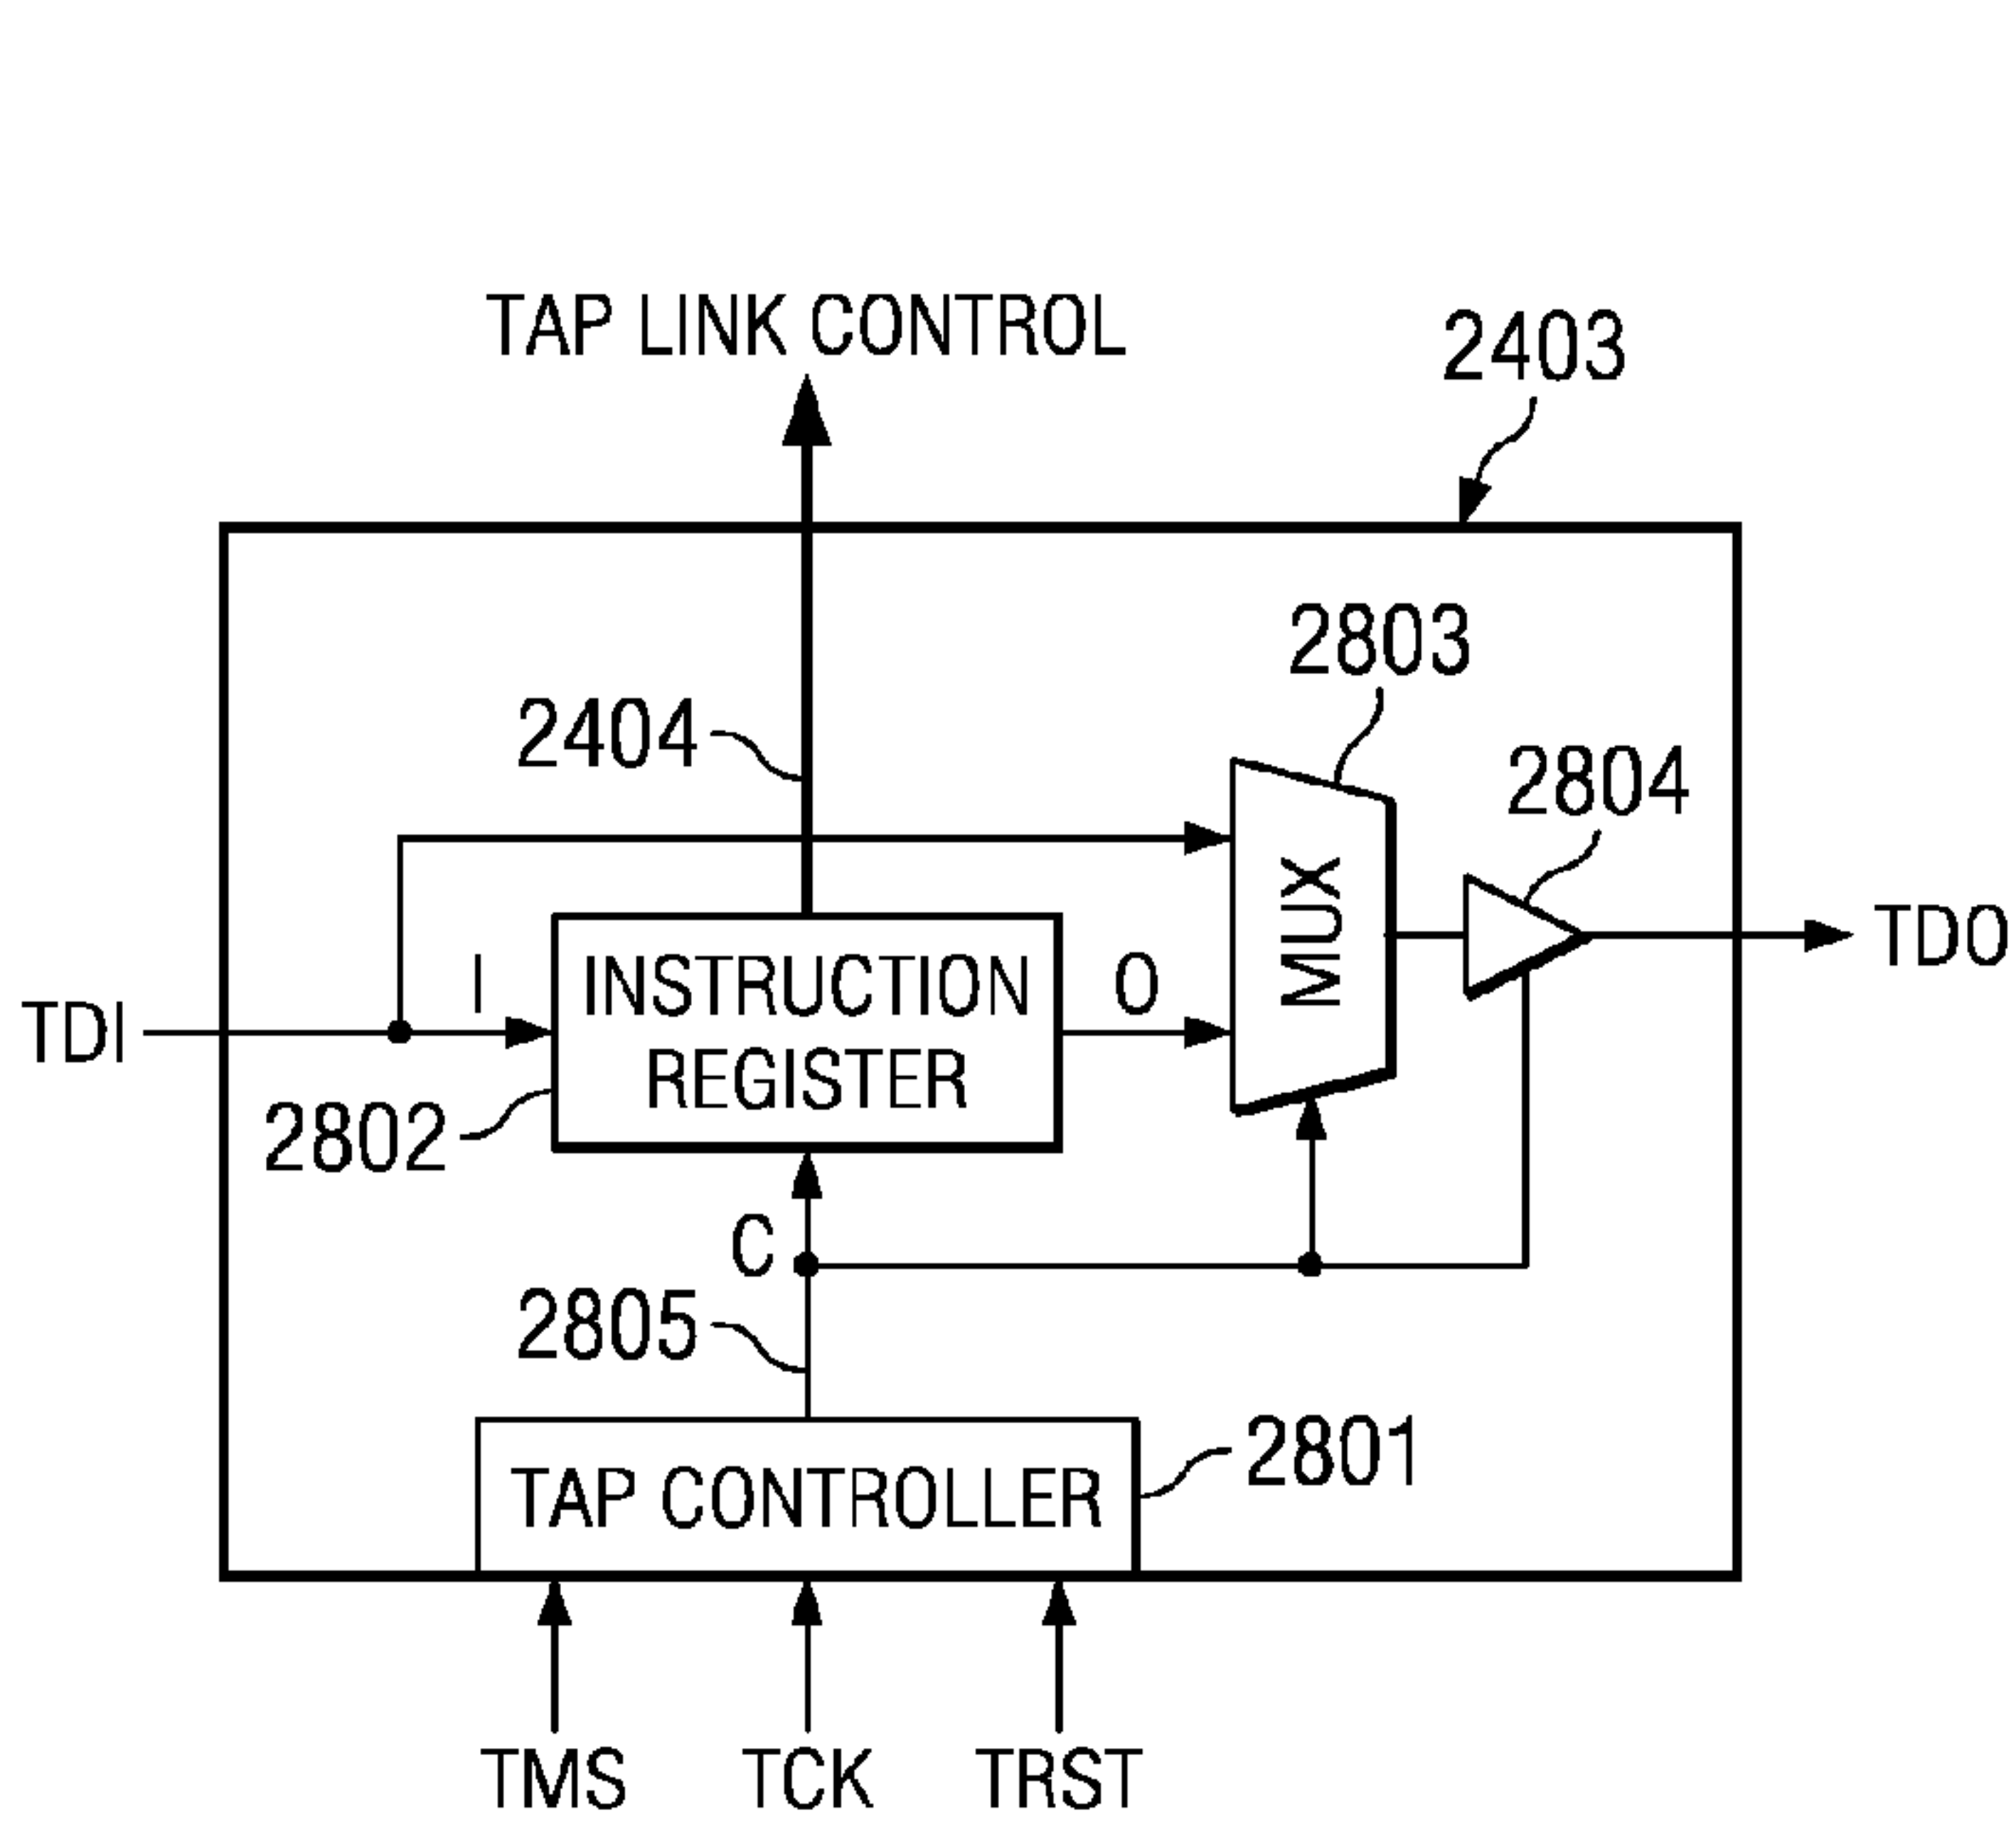 TAP LINK CONTROL
2403
2803
2404
2804
MUX
TDO
I
INSTRUCTION
REGISTER
O
TDI
2802
C
2805
TAP CONTROLLER
2801
TMS
TCK
TRST